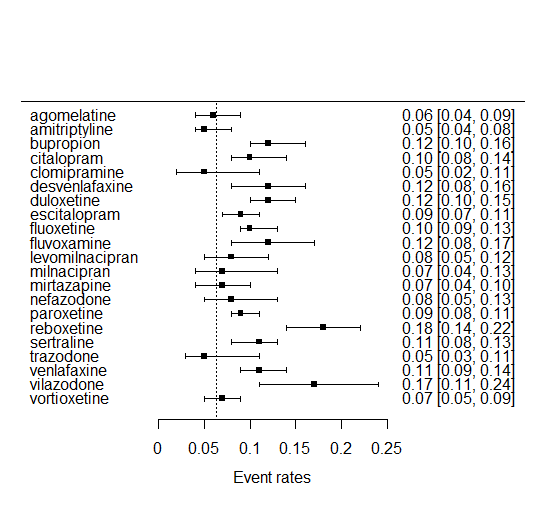 agomelatine 0.06 [0.04, 0.09]
amitriptyline 0.05 [0.04, 0.08]
bupropion 0.12 [0.10, 0.16]
citalopram 0.10 [0.08, 0.14]
clomipramine 0.05 [0.02, 0.11]
desvenlafaxine 0.12 [0.08, 0.16]
duloxetine 0.12 [0.10, 0.15]
escitalopram 0.09 [0.07, 0.11]
fluoxetine 0.10 [0.09, 0.13]
fluvoxamine 0.12 [0.08, 0.17]
levomilnacipran 0.08 [0.05, 0.12]
milnacipran 0.07 [0.04, 0.13]
mirtazapine 0.07 [0.04, 0.10]
nefazodone 0.08 [0.05, 0.13]
paroxetine 0.09 [0.08, 0.11]
reboxetine 0.18 [0.14, 0.22]
sertraline 0.11 [0.08, 0.13]
trazodone 0.05 [0.03, 0.11]
venlafaxine 0.11 [0.09, 0.14]
vilazodone 0.17 [0.11, 0.24]
vortioxetine 0.07 [0.05, 0.09]
0 0.05 0.1 0.15 0.2 0.25
Event rates